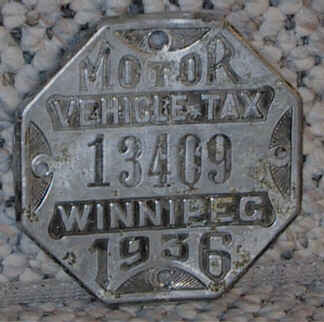 MOTOR
VEHICLE TAX
13409
WINNIPEG
1936